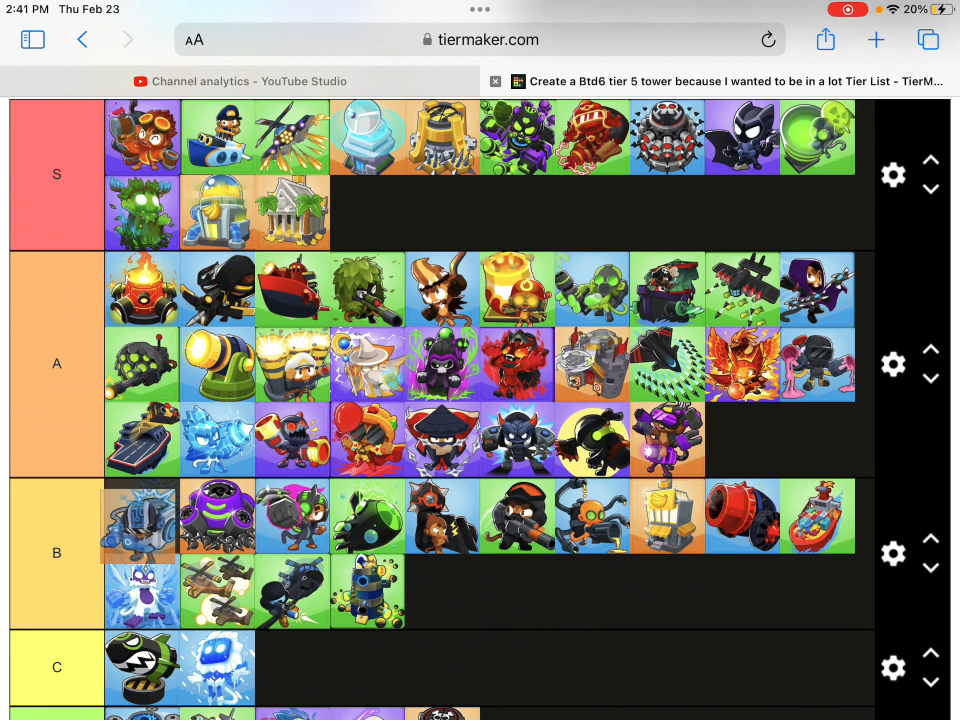 2:41 PM Thu Feb 23
20%
AA
tiermaker.com
Channel analytics - YouTube Studio
Create a Btd6 tier 5 tower because I wanted to be in a lot Tier List - TierM...
S
A
B
C